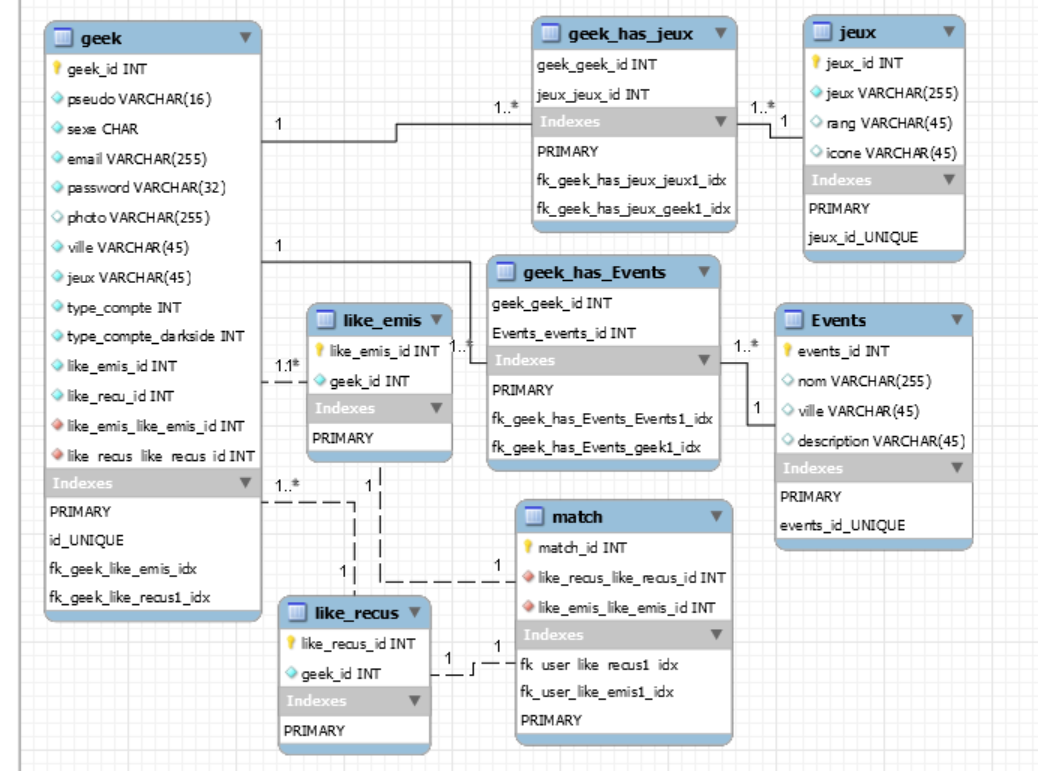 geek
geek_id INT
pseudo VARCHAR(16)
sexe CHAR
email VARCHAR(255)
password VARCHAR(32)
photo VARCHAR(255)
ville VARCHAR(45)
jeux VARCHAR(45)
type_compte INT
type_compte_darkside INT
like_emis_id INT
like_recu_id INT
like_emis_like_emis_id INT
like_recus_like_recus_id INT
Indexes
PRIMARY
id_UNIQUE
fk_geek_like_emis_idx
fk_geek_like_recus1_idx
1
1..*
geek_has_jeux
geek_geek_id INT
jeux_jeux_id INT
Indexes
PRIMARY
fk_geek_has_jeux_jeux1_idx
fk_geek_has_jeux_geek1_idx
1..*
1
jeux
jeux_id INT
jeux VARCHAR(255)
rang VARCHAR(45)
icone VARCHAR(45)
Indexes
PRIMARY
jeux_id_UNIQUE
1
1..*
geek_has_Events
geek_geek_id INT
Events_events_id INT
Indexes
PRIMARY
fk_geek_has_Events_Events1_idx
fk_geek_has_Events_geek1_idx
1..*
1
Events
events_id INT
nom VARCHAR(255)
ville VARCHAR(45)
description VARCHAR(45)
Indexes
PRIMARY
events_id_UNIQUE
1.1*
like_emis
like_emis_id INT
geek_id INT
Indexes
PRIMARY
1
1
1..*
1
like_recus
like_recus_id INT
geek_id INT
Indexes
PRIMARY
1
1
match
match_id INT
like_recus_like_recus_id INT
like_emis_like_emis_id INT
Indexes
fk_user_like_recus1_idx
fk_user_like_emis1_idx
PRIMARY